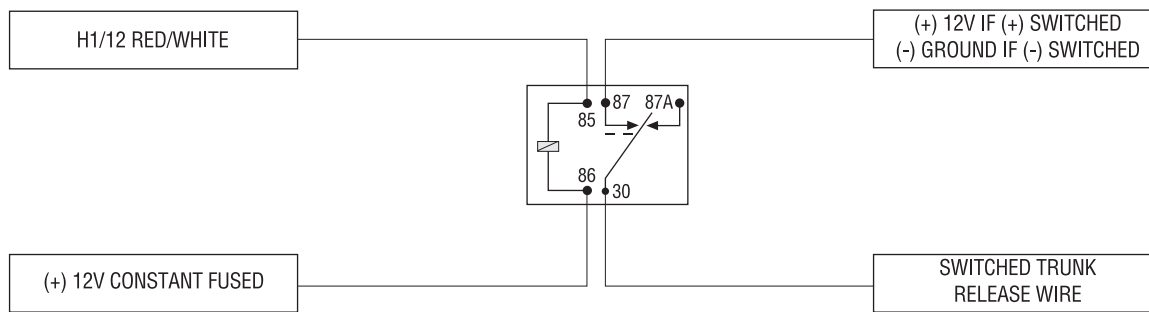 H1/12 RED/WHITE
(+) 12V IF (+) SWITCHED
(-) GROUND IF (-) SWITCHED
87 87A
85
86
30
(+) 12V CONSTANT FUSED
SWITCHED TRUNK
RELEASE WIRE